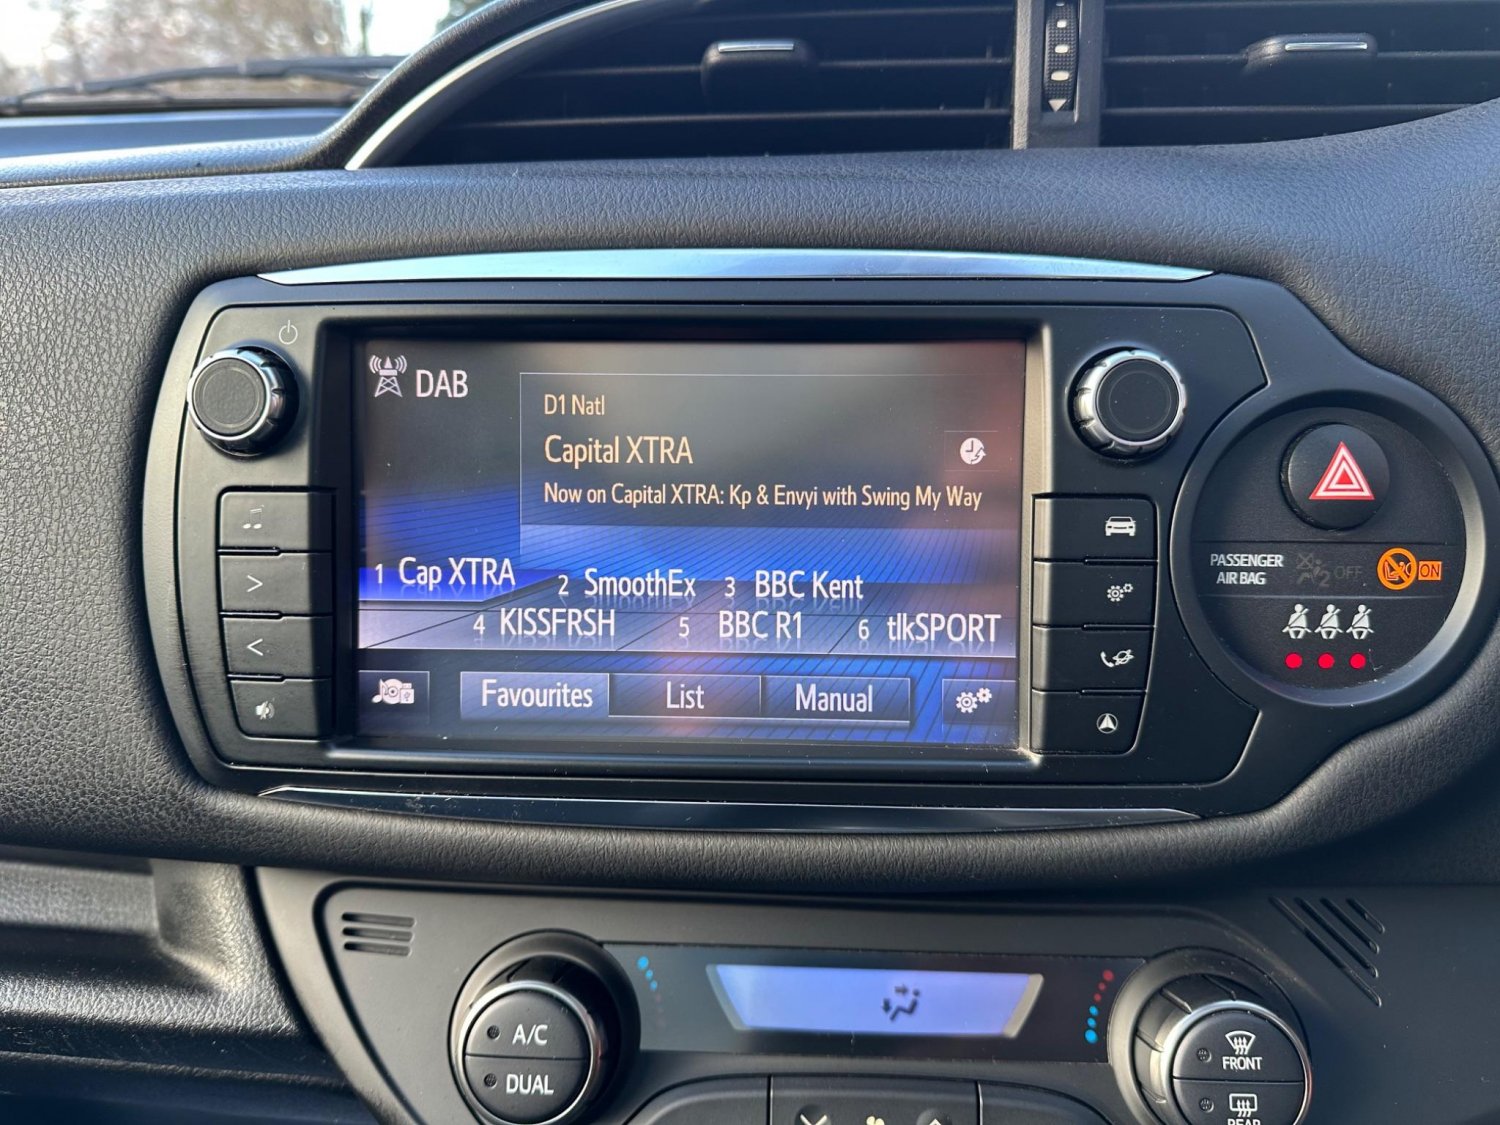 DAB
D1 Natl
Capital XTRA
Now on Capital XTRA: Kp & Envyi with Swing My Way
1 Cap XTRA 2 SmoothEx 3 BBC Kent
4 KISSFRSH 5 BBC R1 6 tlkSPORT
Favourites List Manual
PASSENGER
AIR BAG
2 OFF
ON
A/C
DUAL
FRONT
REAR